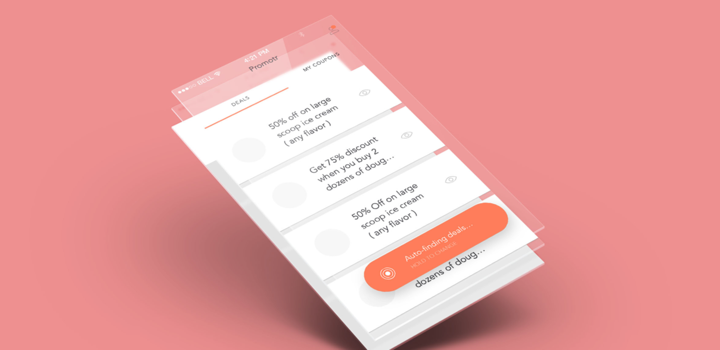 BELL
4:21 PM
Promotr
DEALS
MY COUPONS
50% off on large
scoop ice cream
( any flavor )
Get 75% discount
when you buy 2
dozens of doug...
50% Off on large
scoop ice cream
( any flavor )
Auto-finding deals...
dozens of doug...